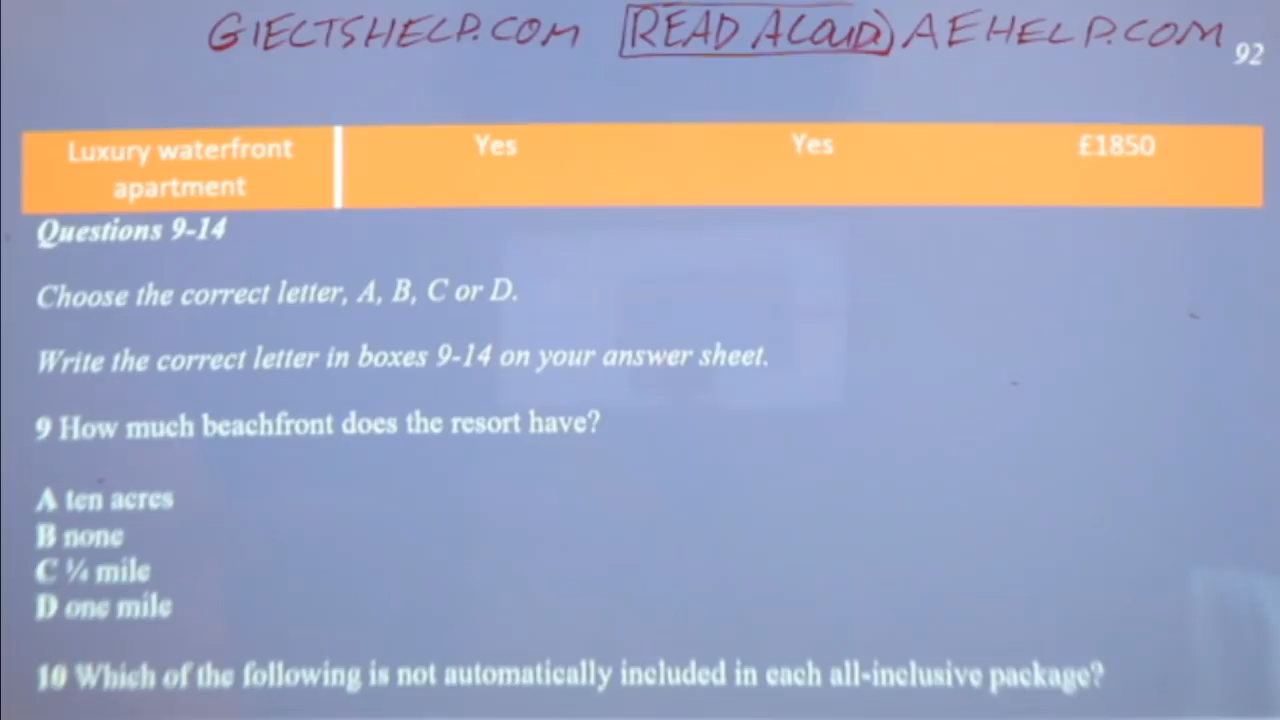 GIELTSHELP.COM READ ALOUD AEHELP.COM
92
Luxury waterfront apartment Yes Yes £1850
Questions 9-14
Choose the correct letter, A, B, C or D.
Write the correct letter in boxes 9-14 on your answer sheet.
9 How much beachfront does the resort have?
A ten acres
B none
C ¼ mile
D one mile
10 Which of the following is not automatically included in each all-inclusive package?